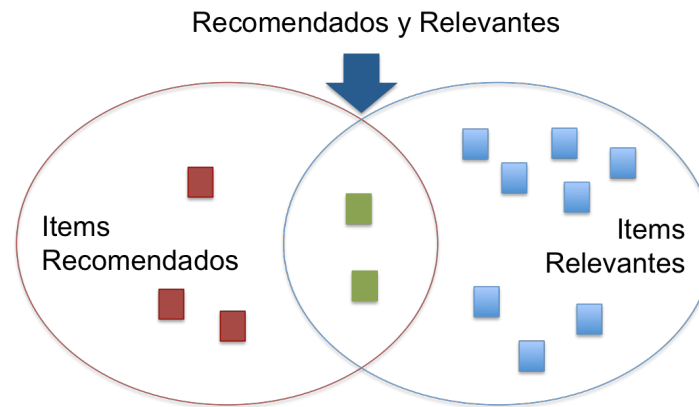 Recomendados y Relevantes
Items
Recomendados
Items
Relevantes